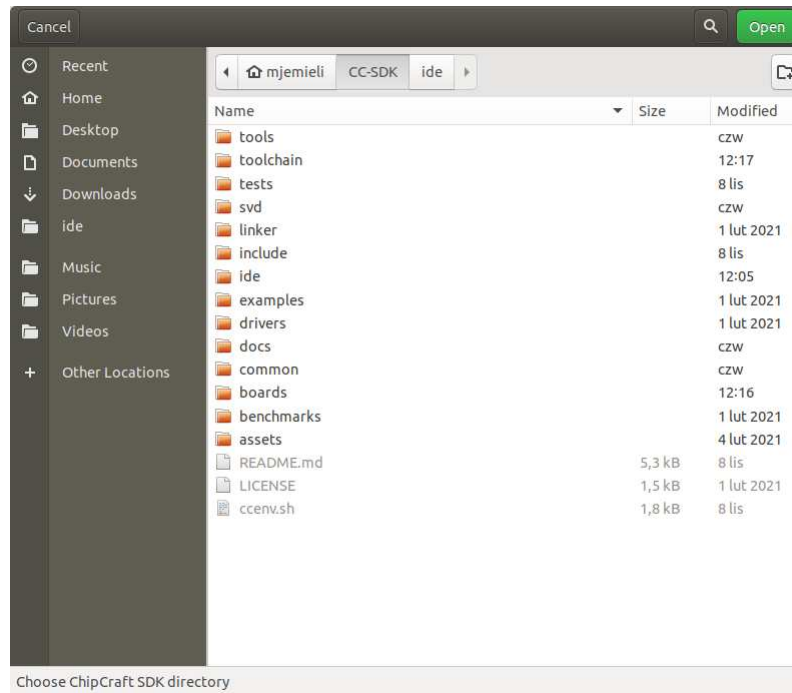 Cancel
Open
Recent
Home
Desktop
Documents
Downloads
ide
Music
Pictures
Videos
+ Other Locations
mjemieli CC-SDK ide
Name Size Modified
tools czw
toolchain 12:17
tests 8 lis
svd czw
linker 1 lut 2021
include 8 lis
ide 12:05
examples 1 lut 2021
drivers 1 lut 2021
docs czw
common czw
boards 12:16
benchmarks 1 lut 2021
assets 4 lut 2021
README.md 5,3 kB 8 lis
LICENSE 1,5 kB 1 lut 2021
ccenv.sh 1,8 kB 8 lis
Choose ChipCraft SDK directory